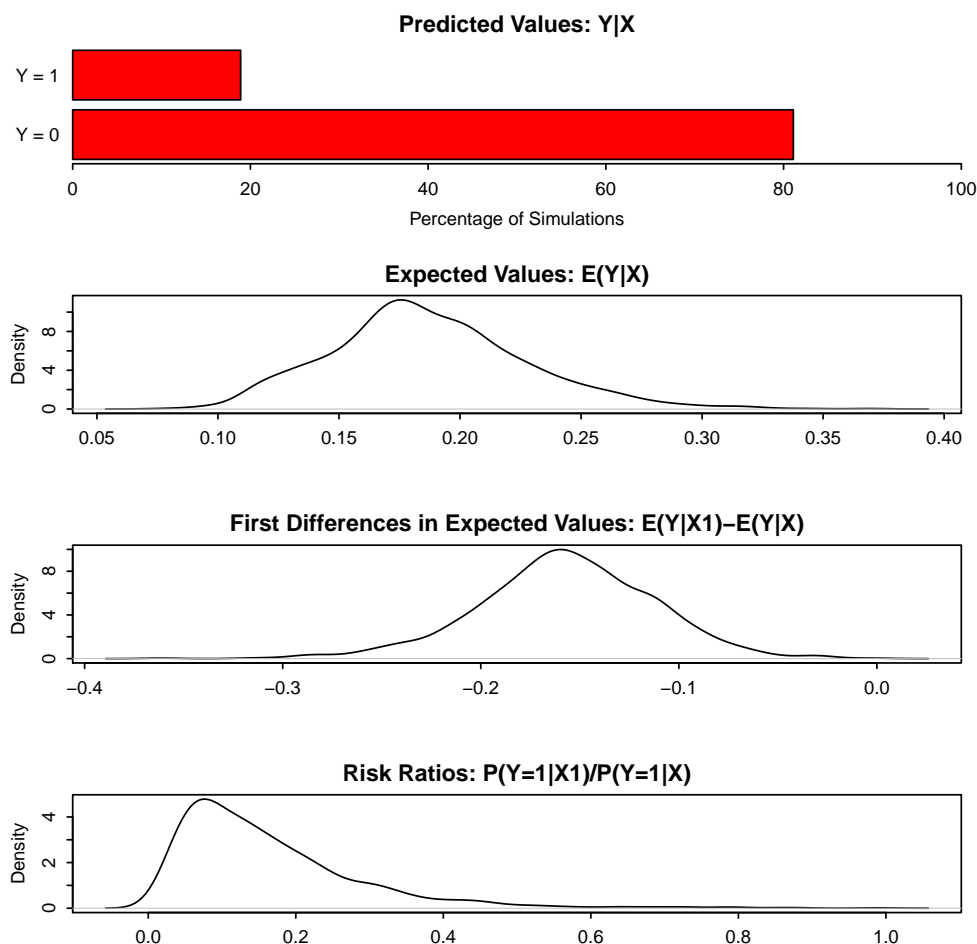 Predicted Values: Y|X
Y = 1
Y = 0
0 20 40 60 80 100
Percentage of Simulations
Expected Values: E(Y|X)
Density
0 4 8
0.05 0.10 0.15 0.20 0.25 0.30 0.35 0.40
First Differences in Expected Values: E(Y|X1)−E(Y|X)
Density
0 4 8
−0.4 −0.3 −0.2 −0.1 0.0
Risk Ratios: P(Y=1|X1)/P(Y=1|X)
Density
0 2 4
0.0 0.2 0.4 0.6 0.8 1.0